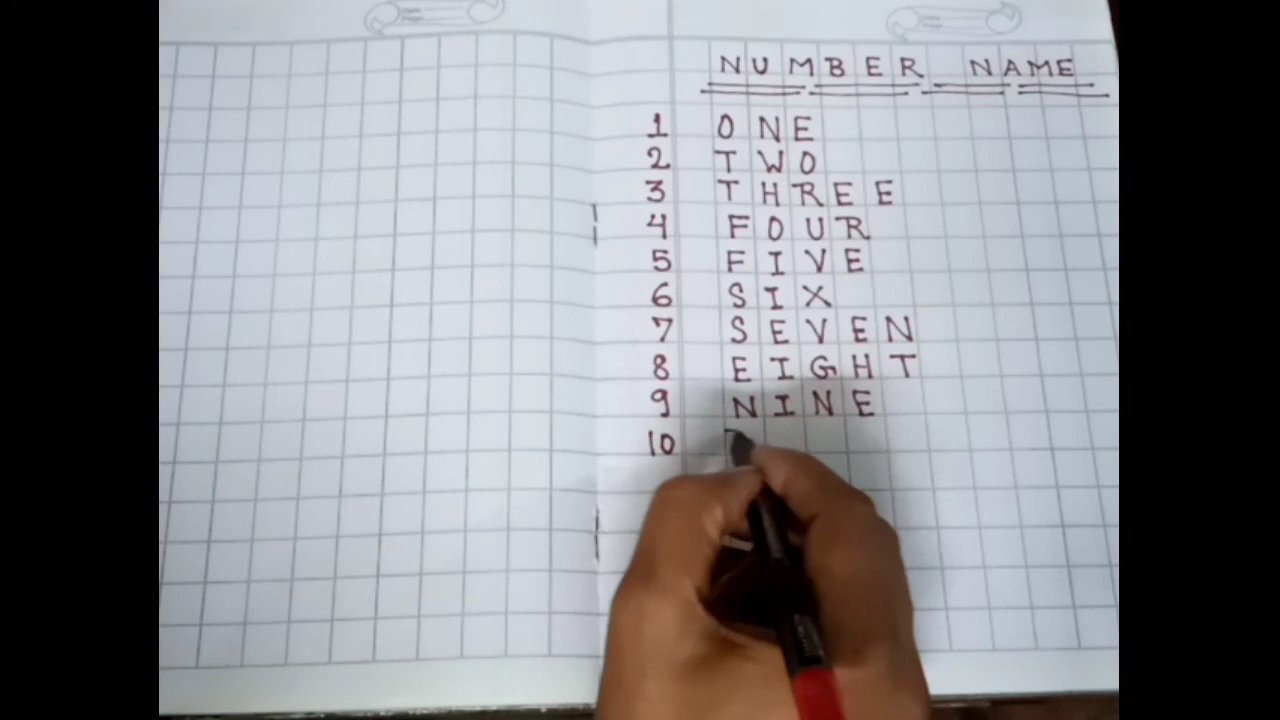 NUMBER NAME
1 ONE
2 TWO
3 THREE
4 FOUR
5 FIVE
6 SIX
7 SEVEN
8 EIGHT
9 NINE
10